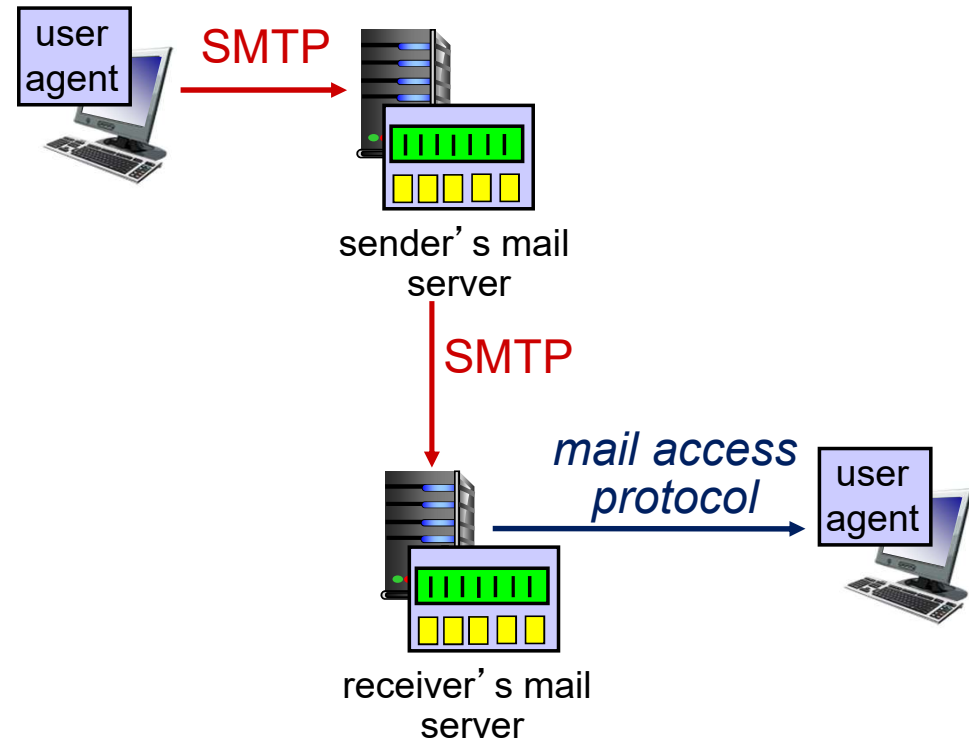 user
agent
SMTP
sender’s mail
server
SMTP
mail access
protocol
user
agent
receiver’s mail
server